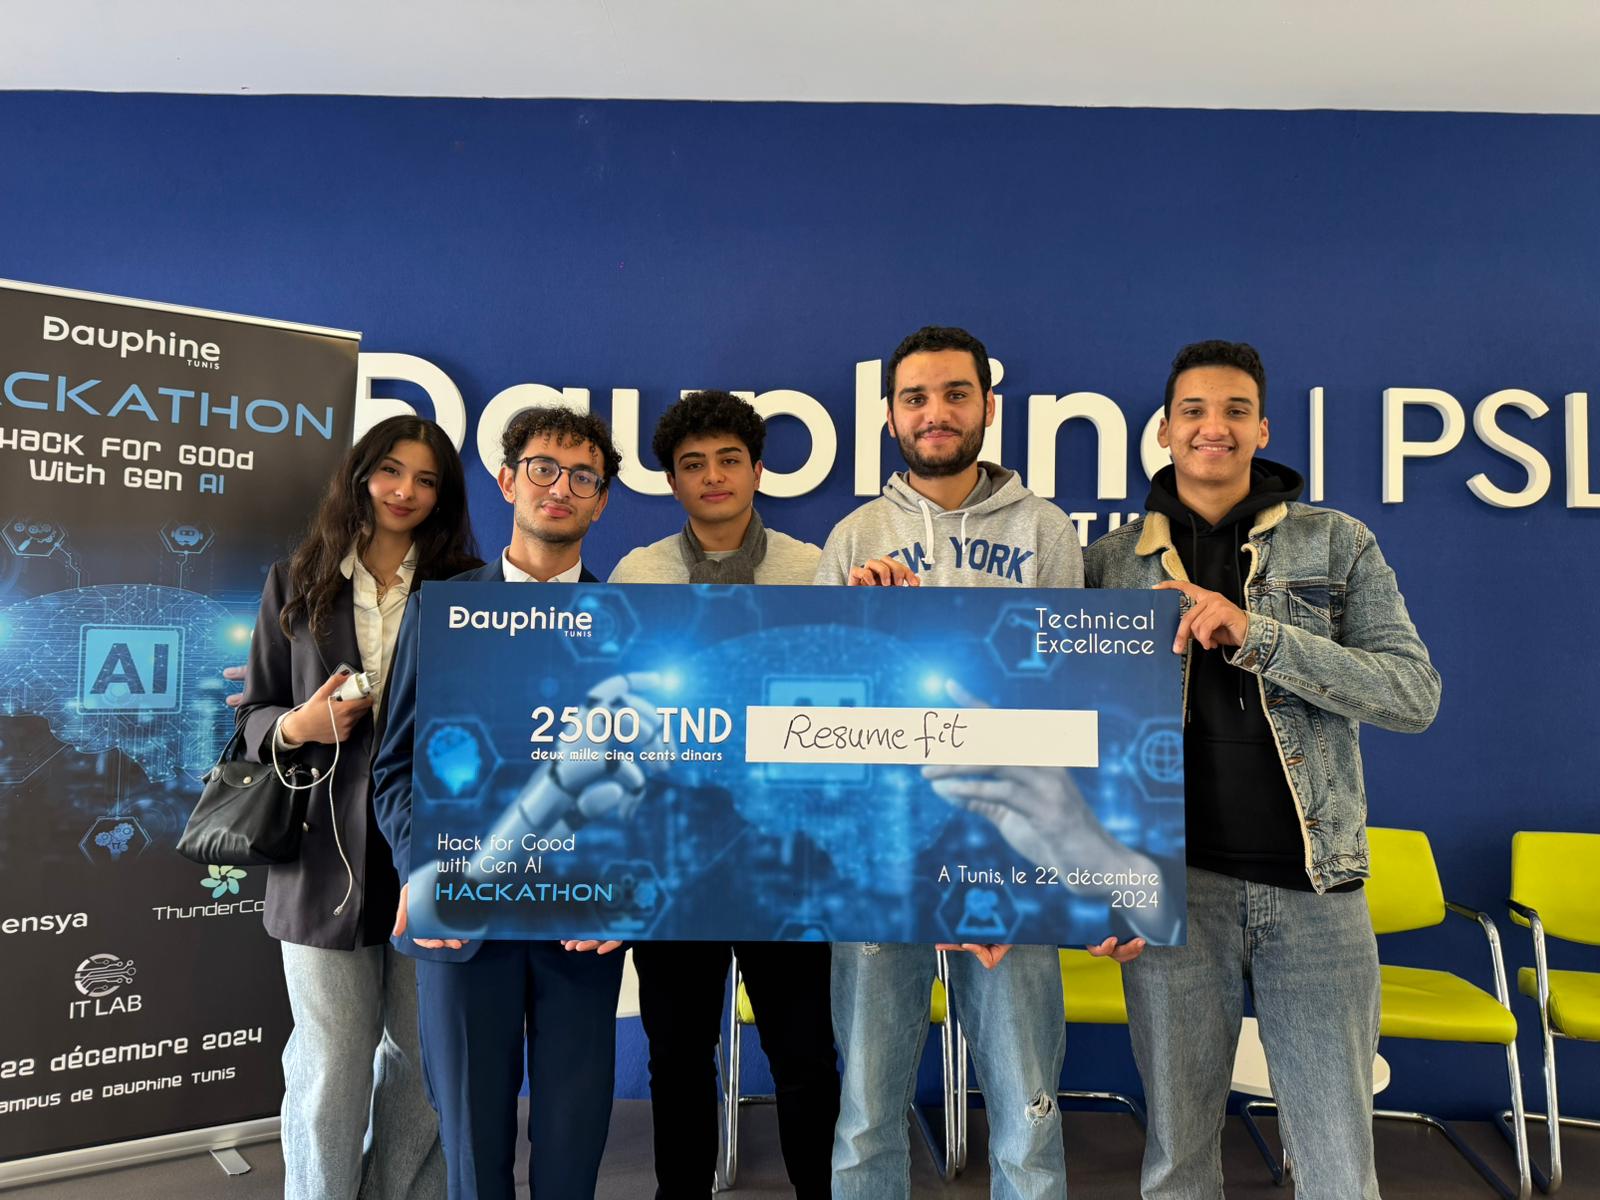 Dauphine
TUNIS
ACKATHON
Hack For Good
With Gen AI
AI
ensya
ThunderCo
IT LAB
22 décembre 2024
ampus de Dauphine Tunis
Dauphine | PSL
TU
NEW YORK
Dauphine
TUNIS
Technical
Excellence
2500 TND
deux mille cinq cents dinars
Resume fit
Hack for Good
with Gen AI
HACKATHON
A Tunis, le 22 décembre
2024